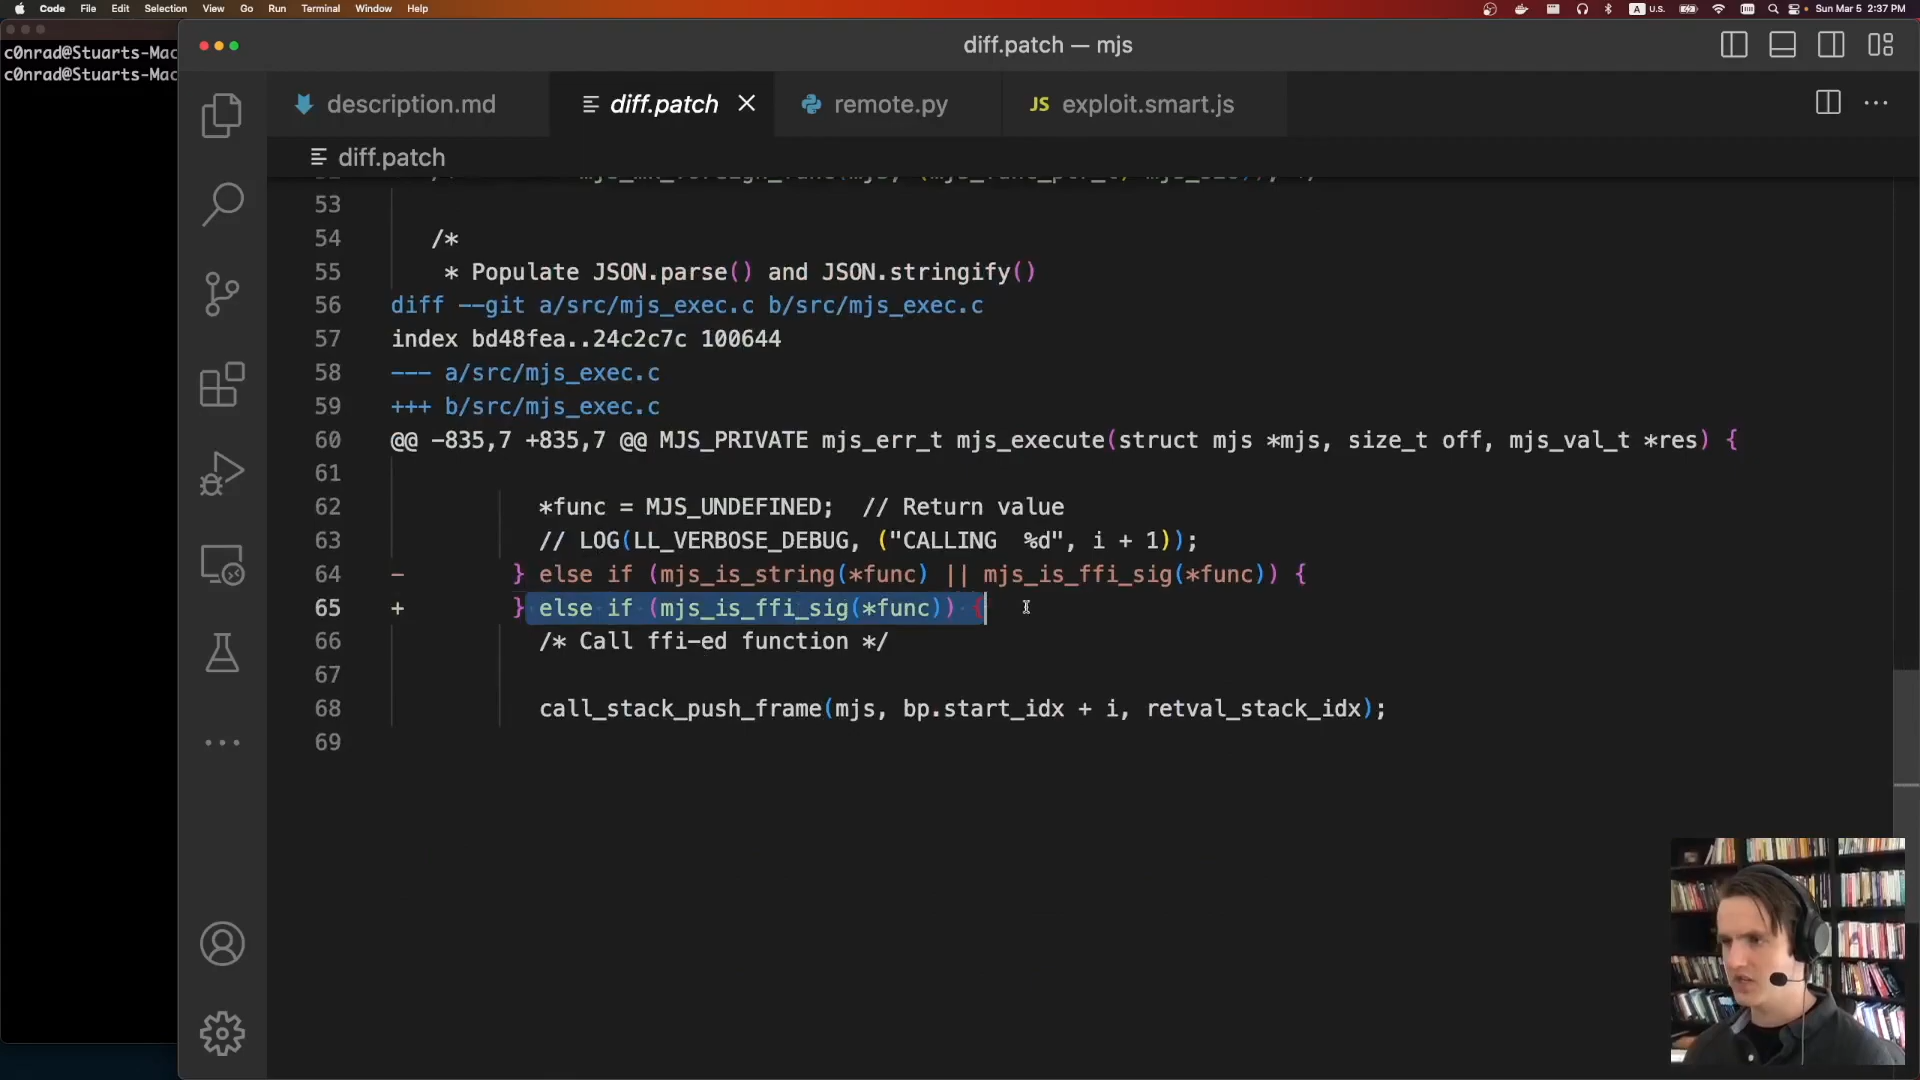 Code File Edit Selection View Go Run Terminal Window Help A U.S. Sun Mar 5 2:37 PM
c0nrad@Stuarts-Mac
c0nrad@Stuarts-Mac
diff.patch — mjs
description.md diff.patch remote.py JS exploit.smart.js
diff.patch
53
54 /*
55 * Populate JSON.parse() and JSON.stringify()
56 diff --git a/src/mjs_exec.c b/src/mjs_exec.c
57 index bd48fea..24c2c7c 100644
58 --- a/src/mjs_exec.c
59 +++ b/src/mjs_exec.c
60 @@ -835,7 +835,7 @@ MJS_PRIVATE mjs_err_t mjs_execute(struct mjs *mjs, size_t off, mjs_val_t *res) {
61
62 *func = MJS_UNDEFINED; // Return value
63 // LOG(LL_VERBOSE_DEBUG, ("CALLING %d", i + 1));
64 - } else if (mjs_is_string(*func) || mjs_is_ffi_sig(*func)) {
65 + } else if (mjs_is_ffi_sig(*func)) {
66 /* Call ffi-ed function */
67
68 call_stack_push_frame(mjs, bp.start_idx + i, retval_stack_idx);
69